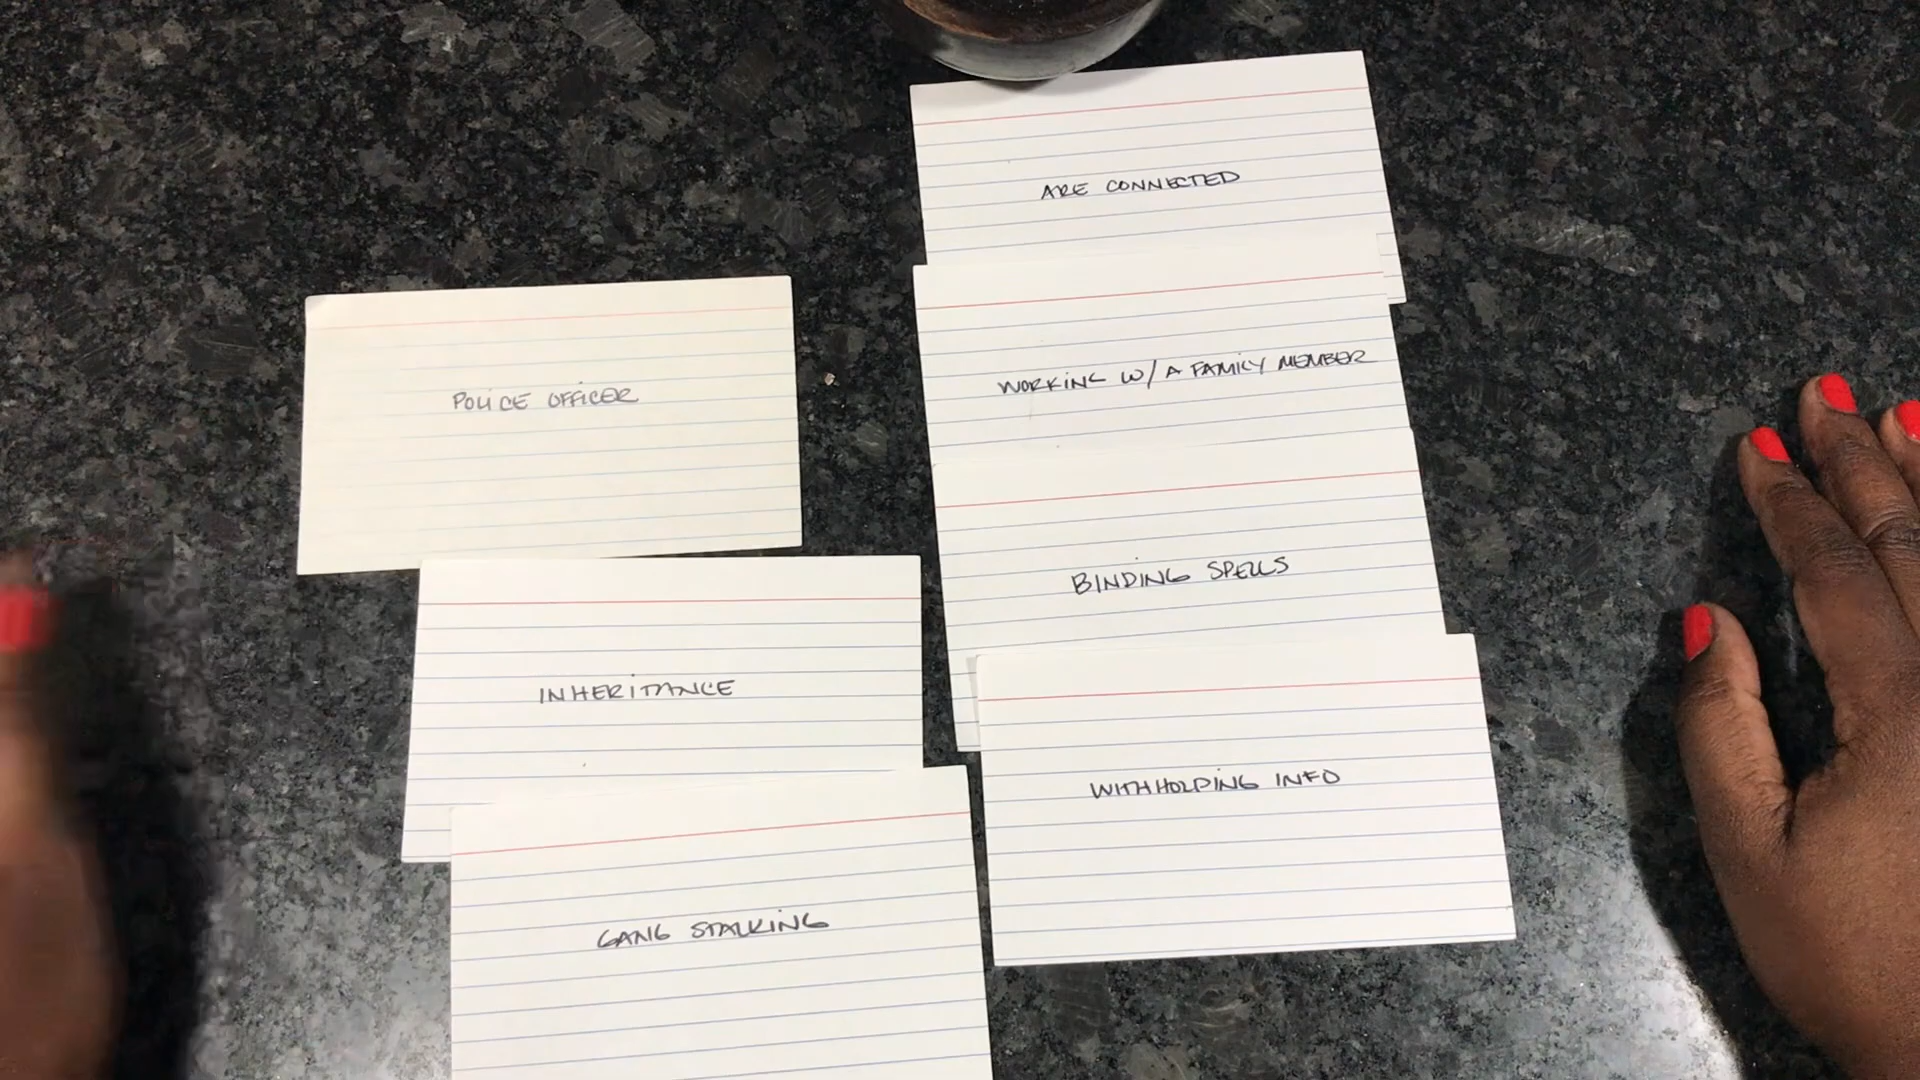 POLICE OFFICER
INHERITANCE
GANG STALKING
ARE CONNECTED
WORKING W/ A FAMILY MEMBER
BINDING SPELLS
WITHHOLDING INFO